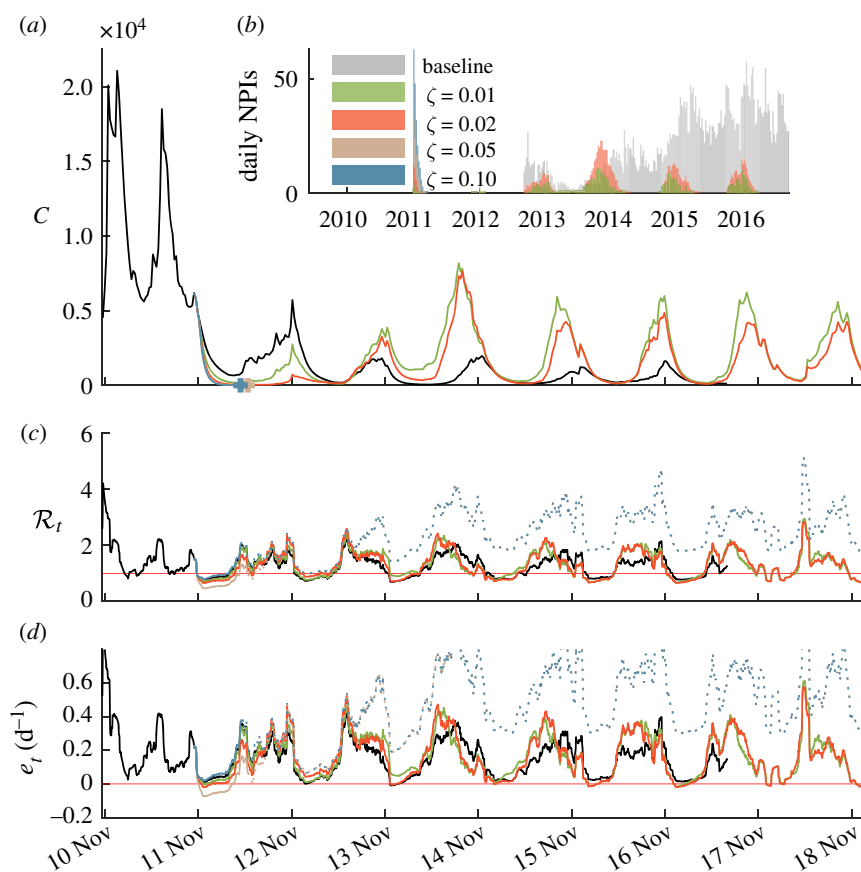 (a)
×10⁴
2.0
1.5
C 1.0
0.5
0
(b)
daily NPIs
50
0
baseline
ζ = 0.01
ζ = 0.02
ζ = 0.05
ζ = 0.10
2010 2011 2012 2013 2014 2015 2016
(c)
6
4
ℛt 2
0
(d)
0.6
0.4
0.2
0
–0.2
et (d⁻¹)
10 Nov 11 Nov 12 Nov 13 Nov 14 Nov 15 Nov 16 Nov 17 Nov 18 Nov